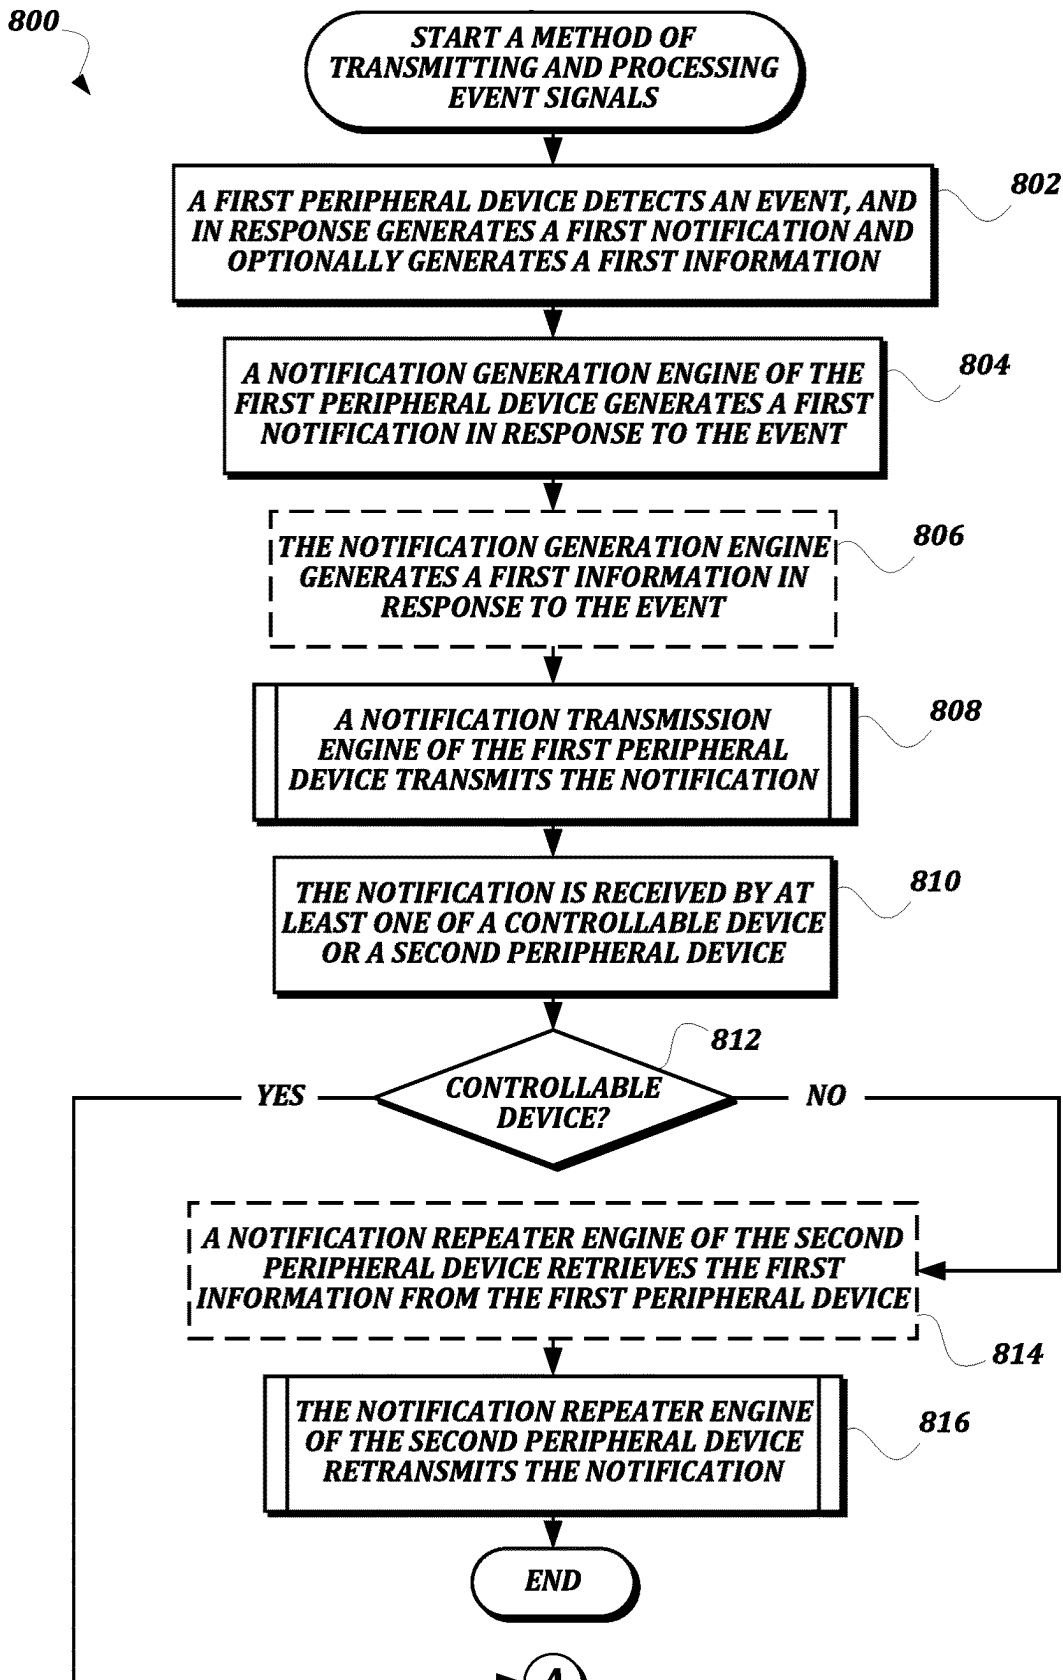 800
START A METHOD OF
TRANSMITTING AND PROCESSING
EVENT SIGNALS
802
A FIRST PERIPHERAL DEVICE DETECTS AN EVENT, AND
IN RESPONSE GENERATES A FIRST NOTIFICATION AND
OPTIONALLY GENERATES A FIRST INFORMATION
804
A NOTIFICATION GENERATION ENGINE OF THE
FIRST PERIPHERAL DEVICE GENERATES A FIRST
NOTIFICATION IN RESPONSE TO THE EVENT
806
THE NOTIFICATION GENERATION ENGINE
GENERATES A FIRST INFORMATION IN
RESPONSE TO THE EVENT
808
A NOTIFICATION TRANSMISSION
ENGINE OF THE FIRST PERIPHERAL
DEVICE TRANSMITS THE NOTIFICATION
810
THE NOTIFICATION IS RECEIVED BY AT
LEAST ONE OF A CONTROLLABLE DEVICE
OR A SECOND PERIPHERAL DEVICE
812
CONTROLLABLE
DEVICE?
YES
NO
A NOTIFICATION REPEATER ENGINE OF THE SECOND
PERIPHERAL DEVICE RETRIEVES THE FIRST
INFORMATION FROM THE FIRST PERIPHERAL DEVICE
814
THE NOTIFICATION REPEATER ENGINE
OF THE SECOND PERIPHERAL DEVICE
RETRANSMITS THE NOTIFICATION
816
END
A